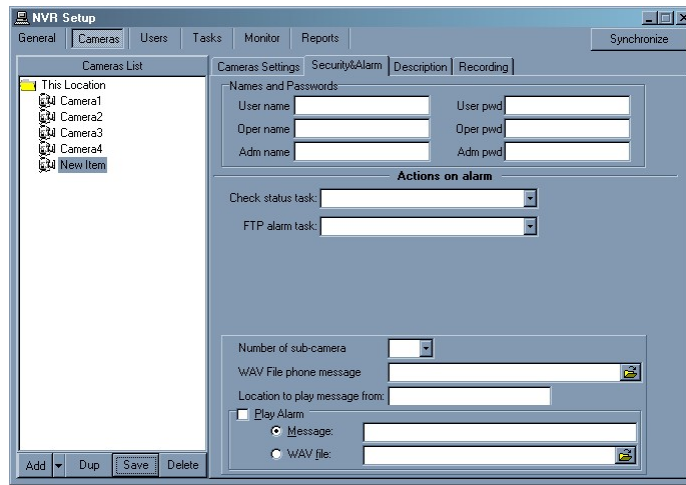 NVR Setup
General Cameras Users Tasks Monitor Reports Synchronize
Cameras List
This Location
Camera1
Camera2
Camera3
Camera4
New Item
Add Dup Save Delete
Cameras Settings Security&Alarm Description Recording
Names and Passwords
User name User pwd
Oper name Oper pwd
Adm name Adm pwd
Actions on alarm
Check status task:
FTP alarm task:
Number of sub-camera
WAV File phone message
Location to play message from:
Play Alarm
Message:
WAV file: